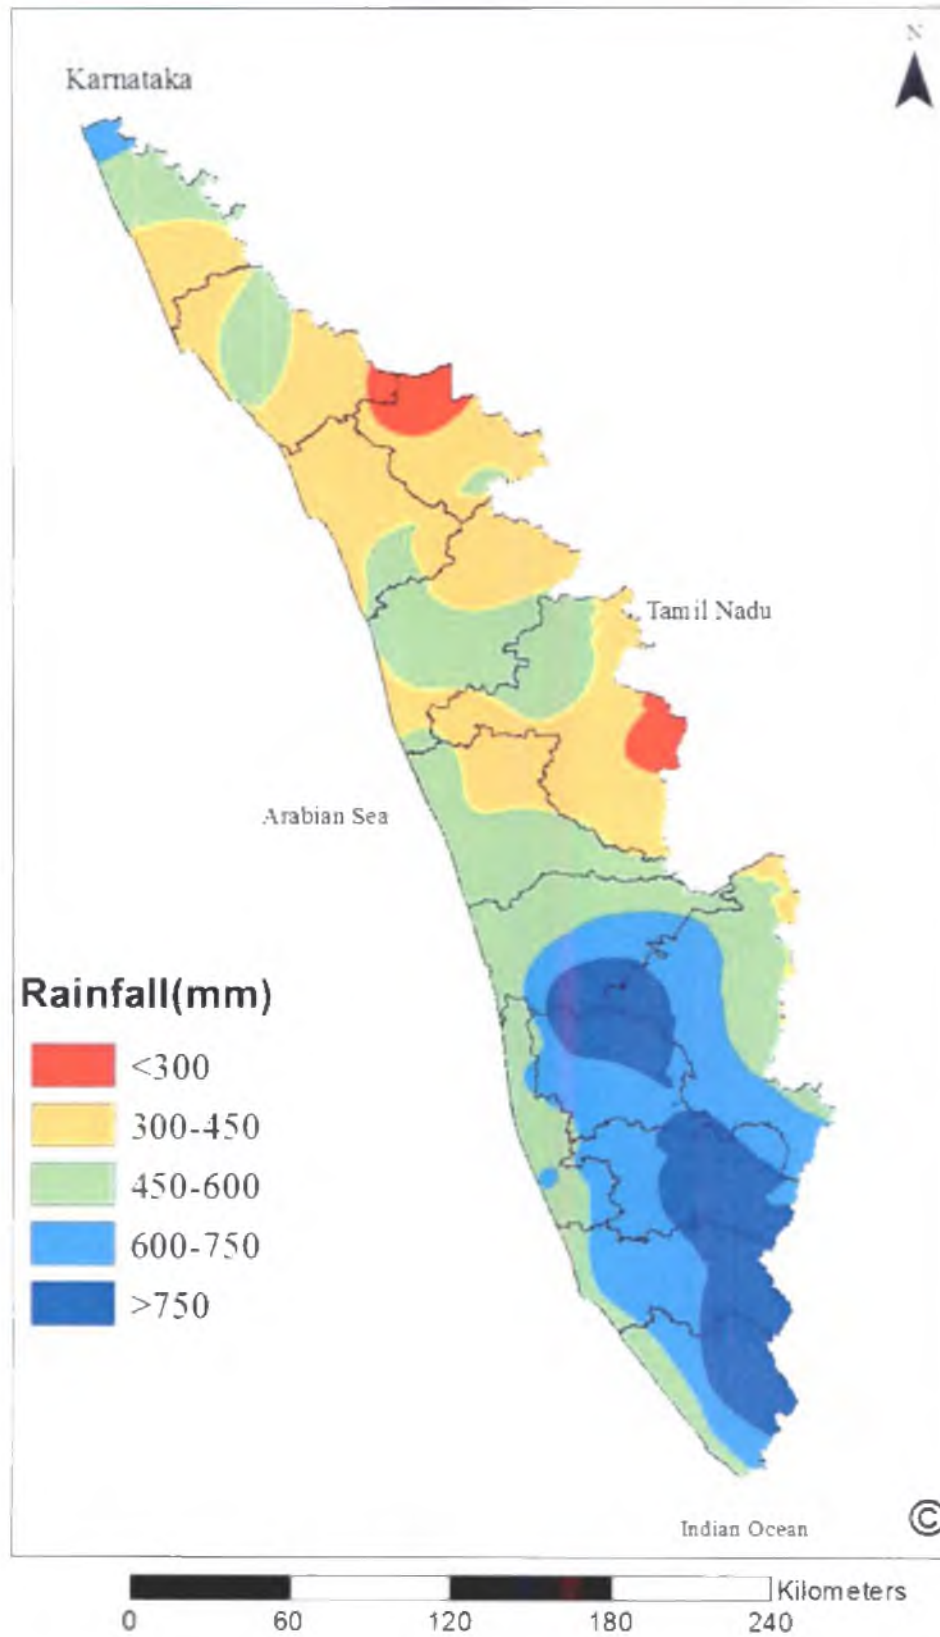 N
Karnataka
Tamil Nadu
Arabian Sea
Rainfall(mm)
<300
300-450
450-600
600-750
>750
Indian Ocean
©
Kilometers
0 60 120 180 240